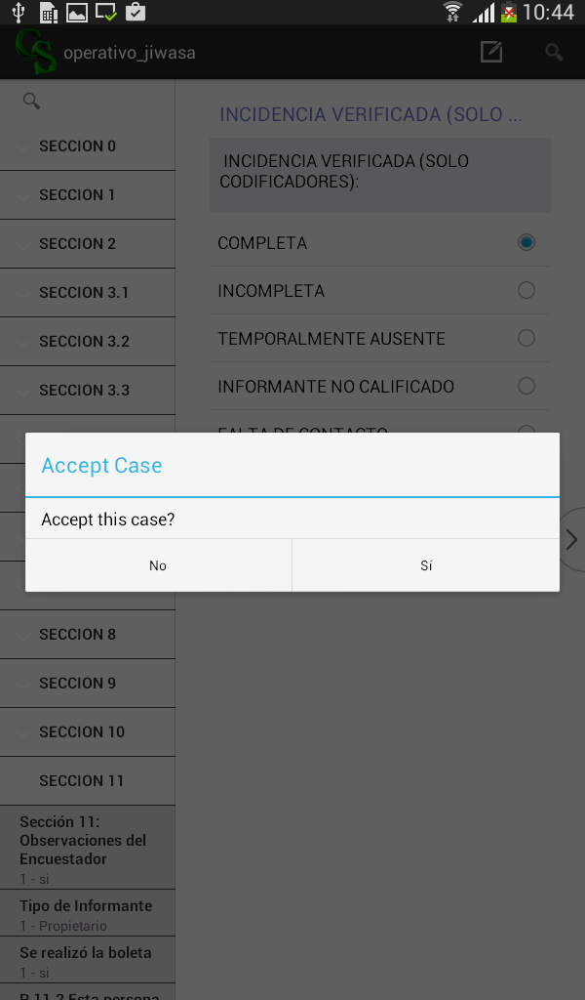 10:44
CS
operativo_jiwasa
SECCION 0
SECCION 1
SECCION 2
SECCION 3.1
SECCION 3.2
SECCION 3.3
INCIDENCIA VERIFICADA (SOLO ...
INCIDENCIA VERIFICADA (SOLO
CODIFICADORES):
COMPLETA
INCOMPLETA
TEMPORALMENTE AUSENTE
INFORMANTE NO CALIFICADO
FALTA DE CONTACTO
Accept Case
Accept this case?
No
Sí
SECCION 8
SECCION 9
SECCION 10
SECCION 11
Sección 11:
Observaciones del
Encuestador
1 - si
Tipo de Informante
1 - Propietario
Se realizó la boleta
1 - si
P 11.2 Esta persona